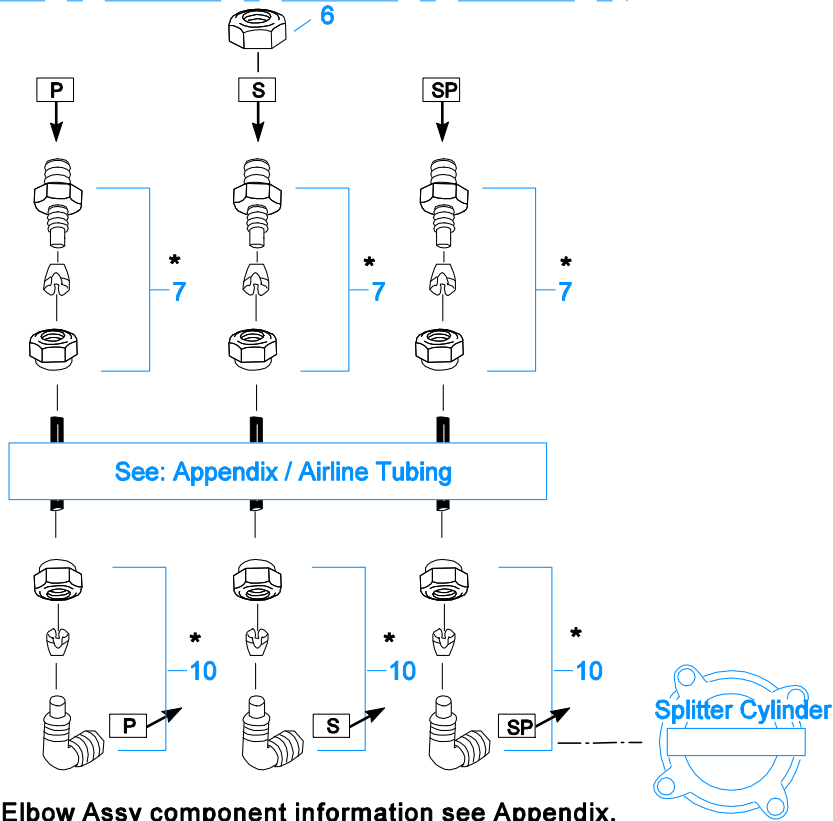 6
P S SP
* * *
7 7 7
See: Appendix / Airline Tubing
* * *
10 10 10
P S SP
Splitter Cylinder
Elbow Assy component information see Appendix.